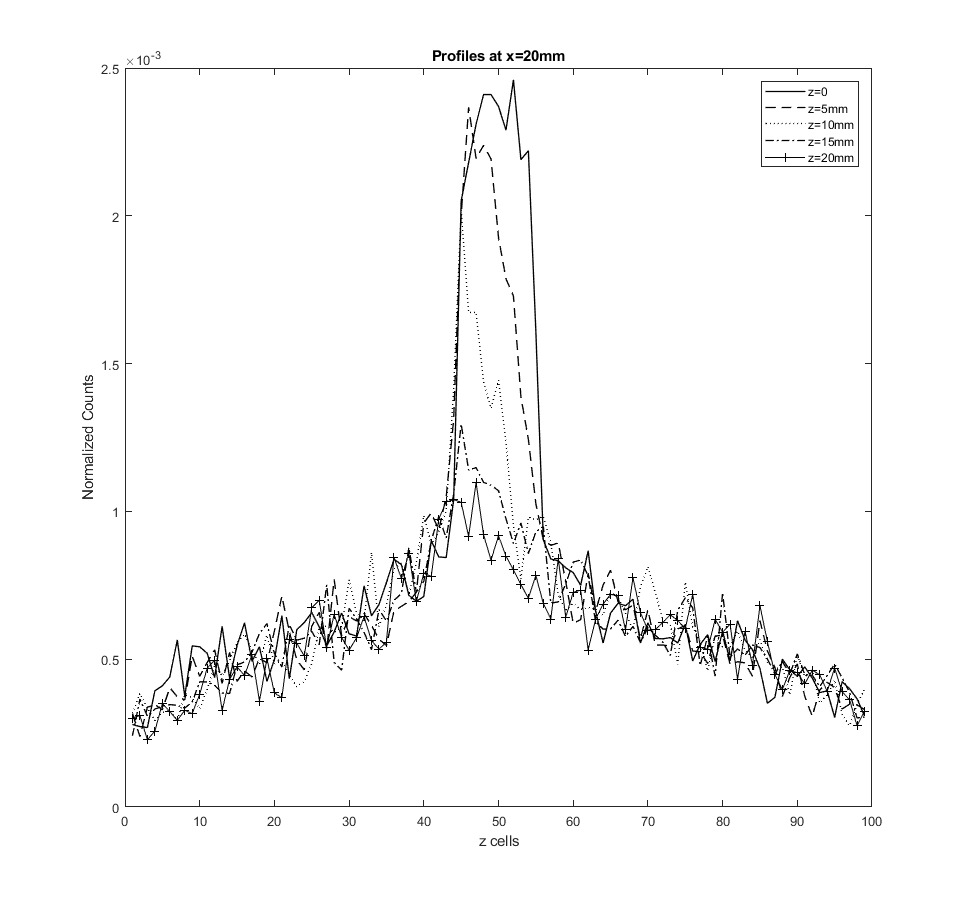 Profiles at x=20mm
×10⁻³
2.5
2
1.5
1
0.5
0
Normalized Counts
z=0
z=5mm
z=10mm
z=15mm
z=20mm
0 10 20 30 40 50 60 70 80 90 100
z cells